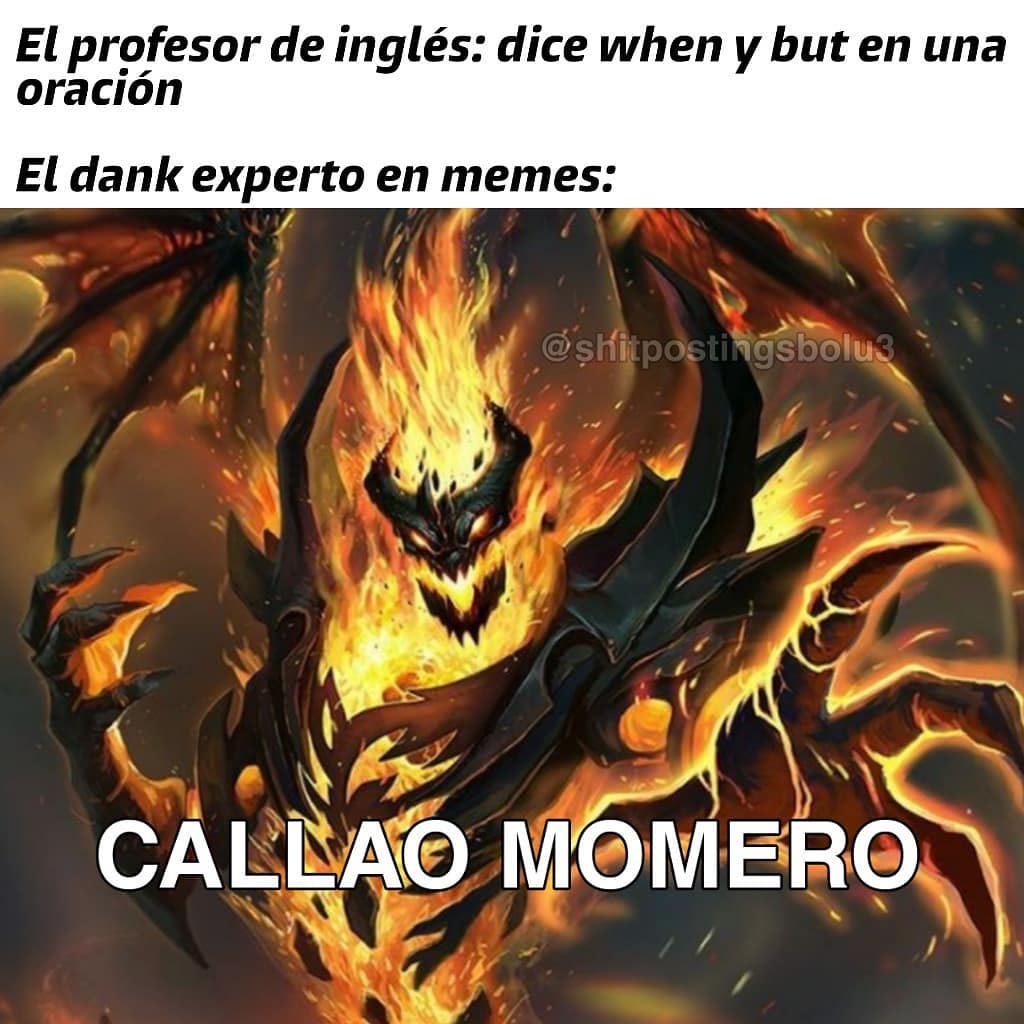 El profesor de inglés: dice when y but en una
oración
El dank experto en memes:
@shitpostingsbolu3
CALLAO MOMERO